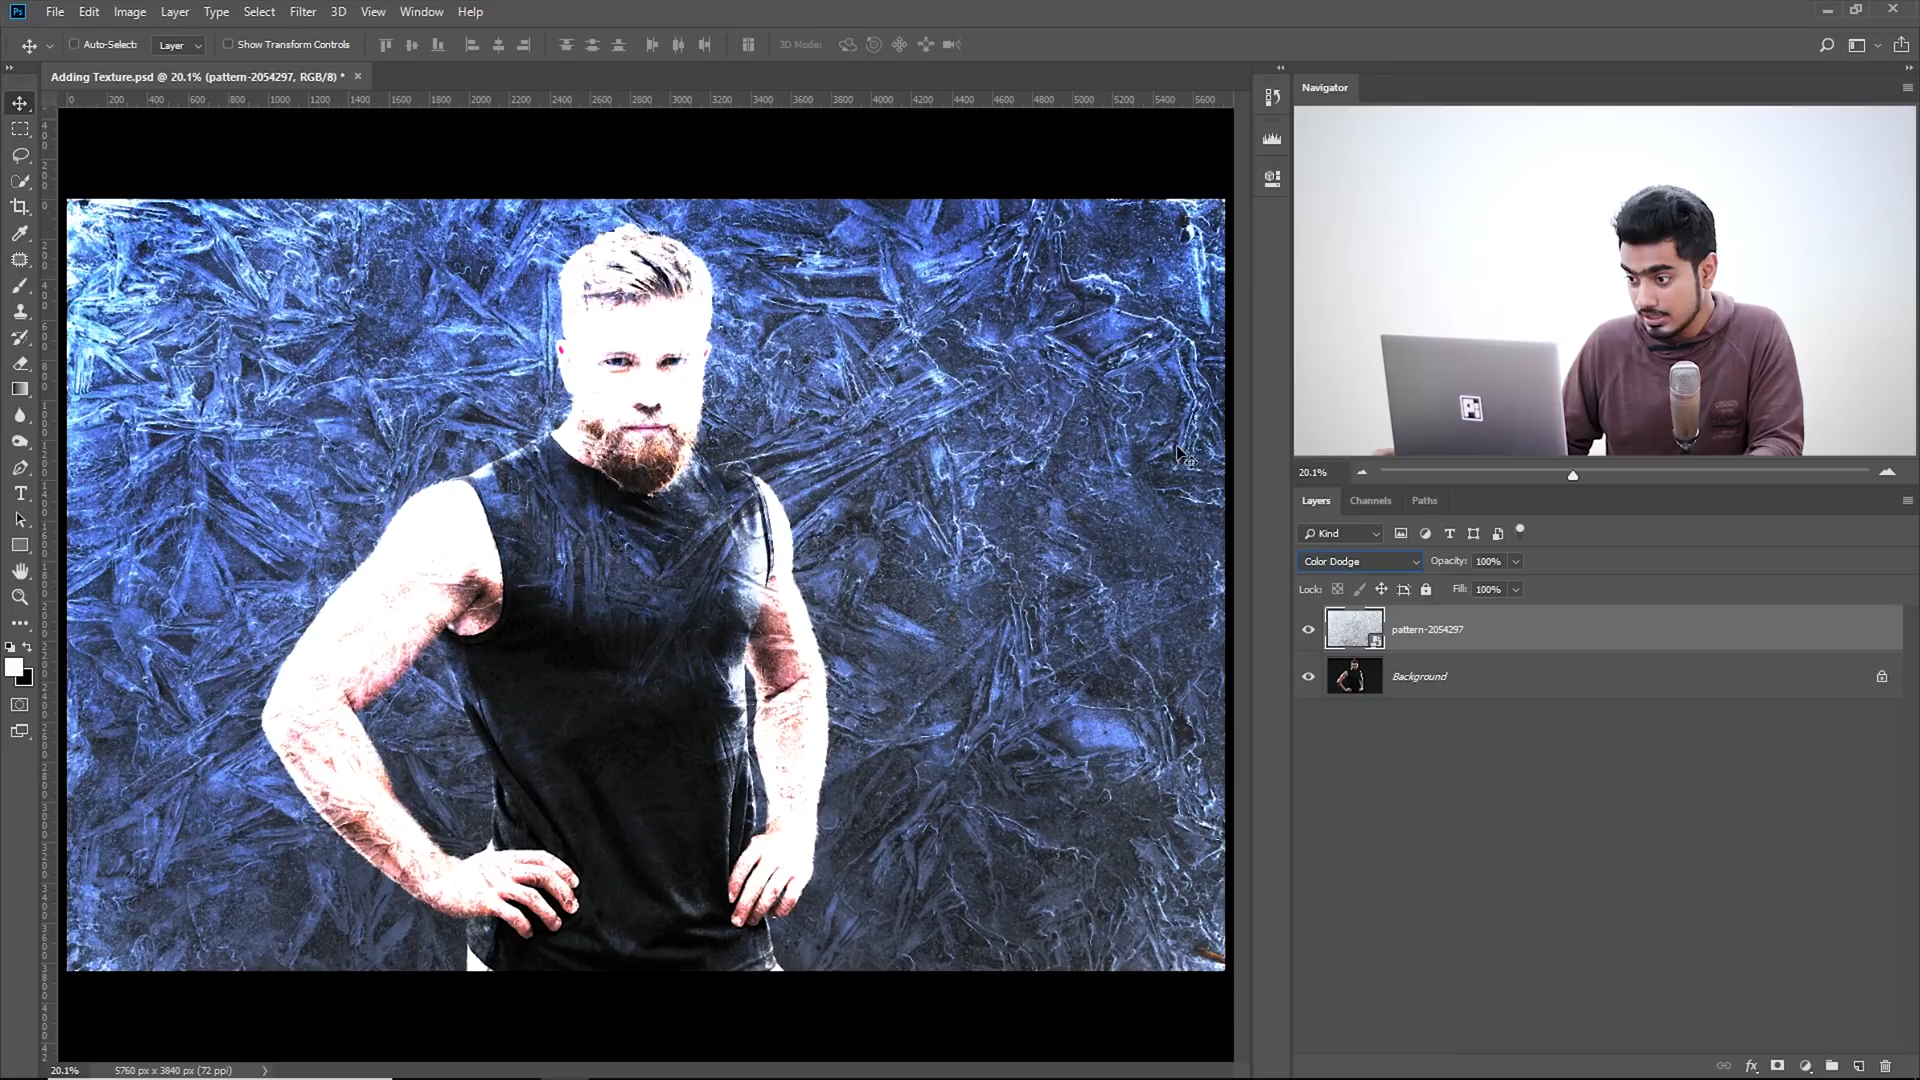 Ps File Edit Image Layer Type Select Filter 3D View Window Help
Auto-Select: Layer Show Transform Controls 3D Mode:
Adding Texture.psd @ 20.1% (pattern-2054297, RGB/8) * ×
0 200 400 600 800 1000 1200 1400 1600 1800 2000 2200 2400 2600 2800 3000 3200 3400 3600 3800 4000 4200 4400 4600 4800 5000 5200 5400 5600
Navigator
20.1%
Layers Channels Paths
Kind
Color Dodge Opacity: 100%
Lock: Fill: 100%
pattern-2054297
Background
20.1% 5760 px x 3840 px (72 ppi)